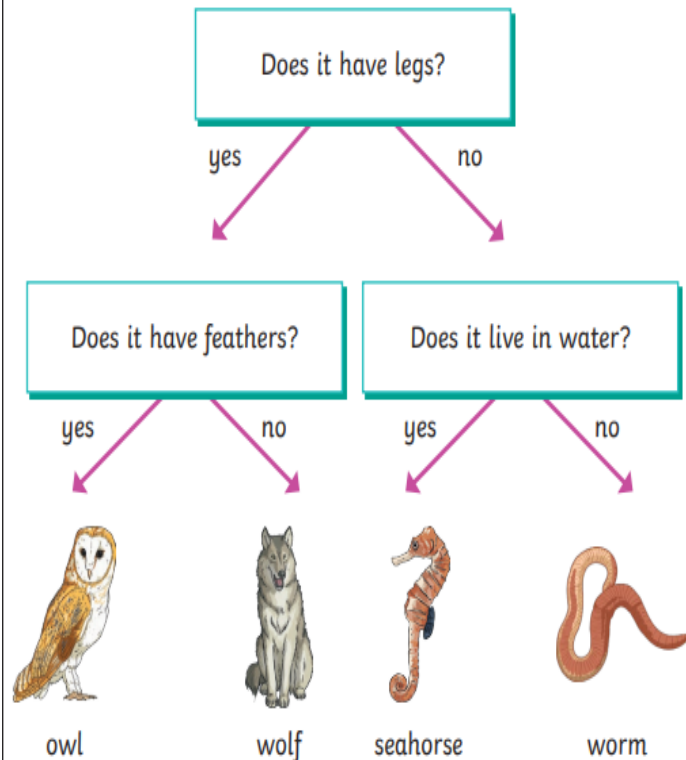 Does it have legs?
yes
no
Does it have feathers?
Does it live in water?
yes
no
yes
no
owl
wolf
seahorse
worm